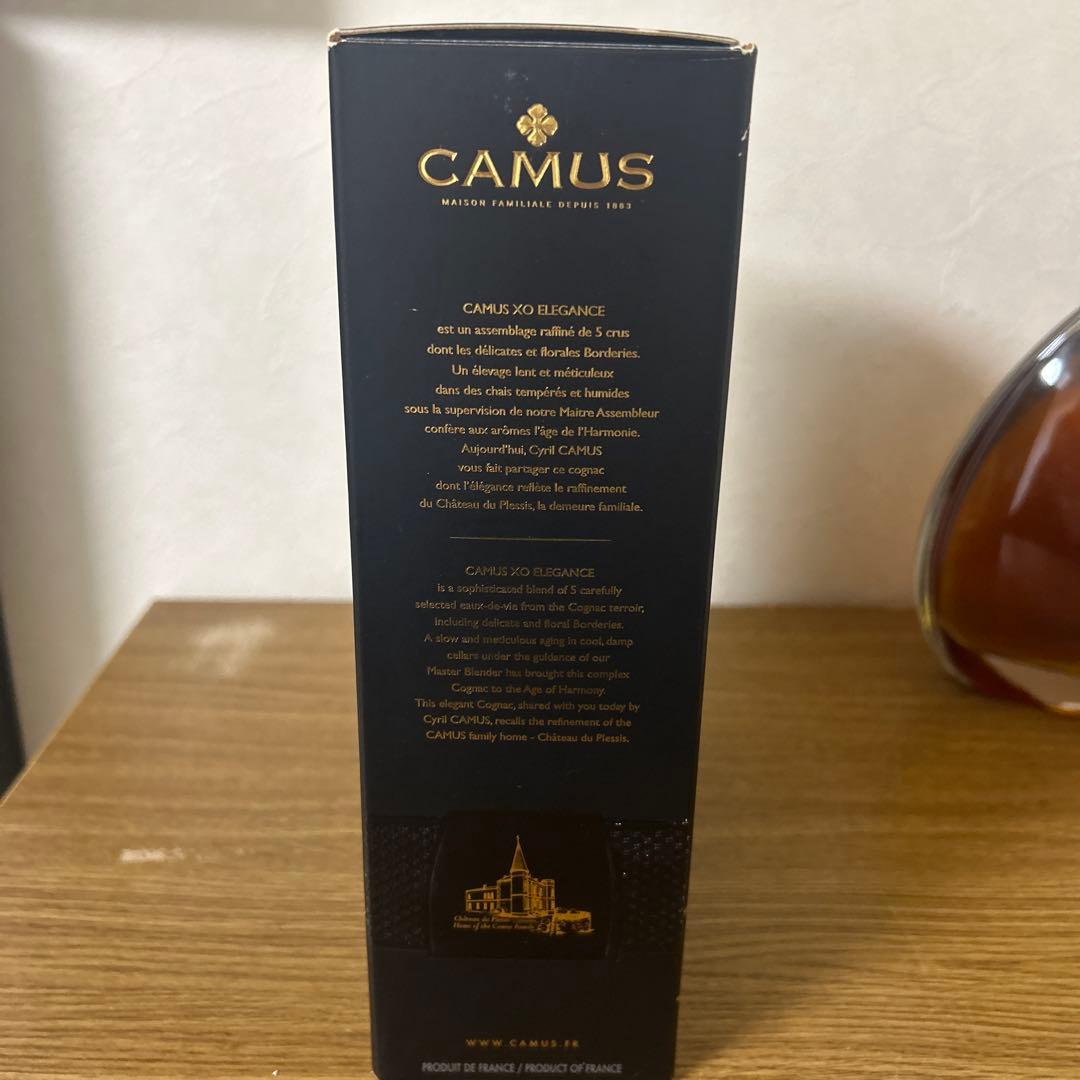 CAMUS
MAISON FAMILIALE DEPUIS 1863
CAMUS XO ELEGANCE
est un assemblage raffiné de 5 crus
dont les délicates et florales Borderies.
Un élevage lent et méticuleux
dans des chais tempérés et humides
sous la supervision de notre Maitre Assembleur
confère aux arômes l'âge de l'Harmonie.
Aujourd'hui, Cyril CAMUS
vous fait partager ce cognac
dont l'élégance reflète le raffinement
du Château du Plessis, la demeure familiale.
CAMUS XO ELEGANCE
is a sophisticated blend of 5 carefully
selected eaux-de-vie from the Cognac terroir,
including delicate and floral Borderies.
A slow and meticulous aging in cool, damp
cellars under the guidance of our
Master Blender has brought this complex
Cognac to the Age of Harmony.
This elegant Cognac, shared with you today by
Cyril CAMUS, recalls the refinement of the
CAMUS family home - Château du Plessis.
Château du
Home of the Camus Family
WWW.CAMUS.FR
PRODUIT DE FRANCE / PRODUCT OF FRANCE